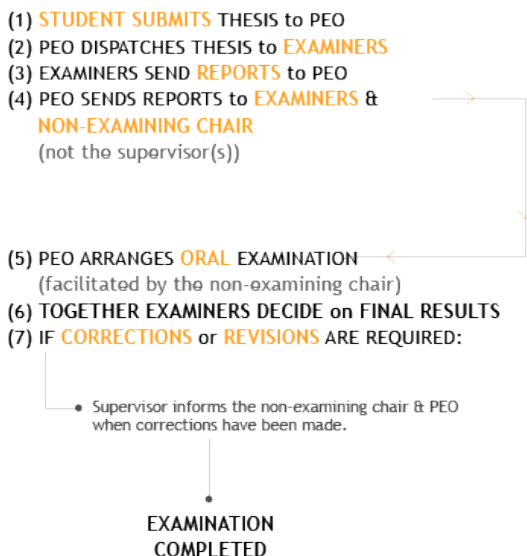 (1) STUDENT SUBMITS THESIS to PEO
(2) PEO DISPATCHES THESIS to EXAMINERS
(3) EXAMINERS SEND REPORTS to PEO
(4) PEO SENDS REPORTS to EXAMINERS &
NON-EXAMINING CHAIR
(not the supervisor(s))
(5) PEO ARRANGES ORAL EXAMINATION
(facilitated by the non-examining chair)
(6) TOGETHER EXAMINERS DECIDE on FINAL RESULTS
(7) IF CORRECTIONS or REVISIONS ARE REQUIRED:
Supervisor informs the non-examining chair & PEO
when corrections have been made.
EXAMINATION
COMPLETED